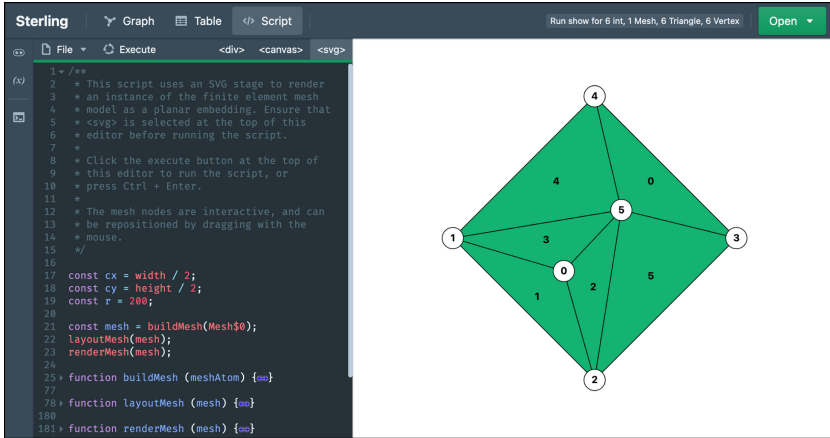 Sterling Graph Table </> Script Run show for 6 int, 1 Mesh, 6 Triangle, 6 Vertex Open
File Execute <div> <canvas> <svg>
(x)
1 /**
2 * This script uses an SVG stage to render
3 * an instance of the finite element mesh
4 * model as a planar embedding. Ensure that
5 * <svg> is selected at the top of this
6 * editor before running the script.
7 *
8 * Click the execute button at the top of
9 * this editor to run the script, or
10 * press Ctrl + Enter.
11 *
12 * The mesh nodes are interactive, and can
13 * be repositioned by dragging with the
14 * mouse.
15 */
16
17 const cx = width / 2;
18 const cy = height / 2;
19 const r = 200;
20
21 const mesh = buildMesh(Mesh$0);
22 layoutMesh(mesh);
23 renderMesh(mesh);
24
25 function buildMesh (meshAtom) {
77
78 function layoutMesh (mesh) {
180
181 function renderMesh (mesh) {
4
4 0
5
1 3 3
0
2 5
1
2